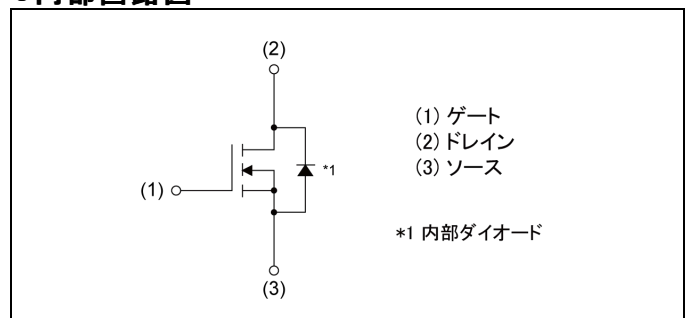 (2)
(1) ゲート
(2) ドレイン
*1
(3) ソース
(1)
*1 内部ダイオード
(3)